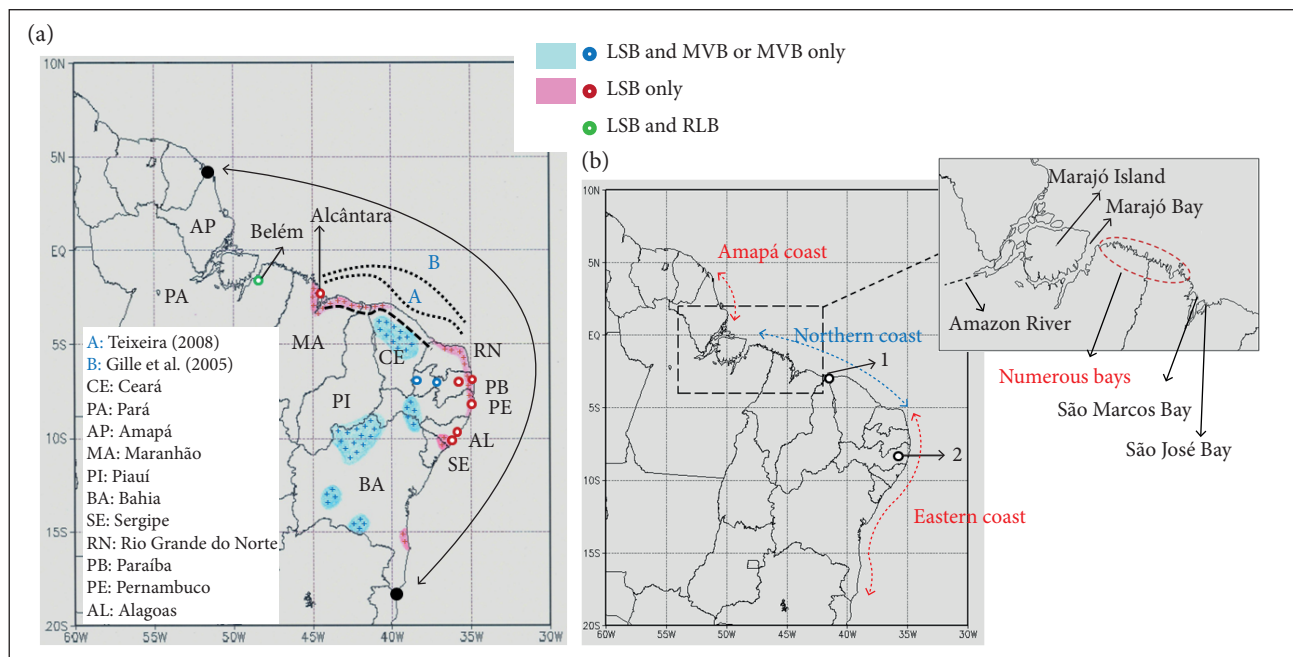 (a)
LSB and MVB or MVB only
LSB only
LSB and RLB
10N
5N
EQ
5S
10S
15S
20S
60W
55W
50W
45W
40W
35W
30W
AP
Belém
Alcântara
B
A
PA
MA
CE
RN
PI
PB
PE
AL
SE
BA
A: Teixeira (2008)
B: Gille et al. (2005)
CE: Ceará
PA: Pará
AP: Amapá
MA: Maranhão
PI: Piauí
BA: Bahia
SE: Sergipe
RN: Rio Grande do Norte
PB: Paraíba
PE: Pernambuco
AL: Alagoas
(b)
10N
5N
EQ
5S
10S
15S
20S
60W
55W
50W
45W
40W
35W
30W
Amapá coast
Northern coast
1
2
Eastern coast
Marajó Island
Marajó Bay
Amazon River
Numerous bays
São Marcos Bay
São José Bay